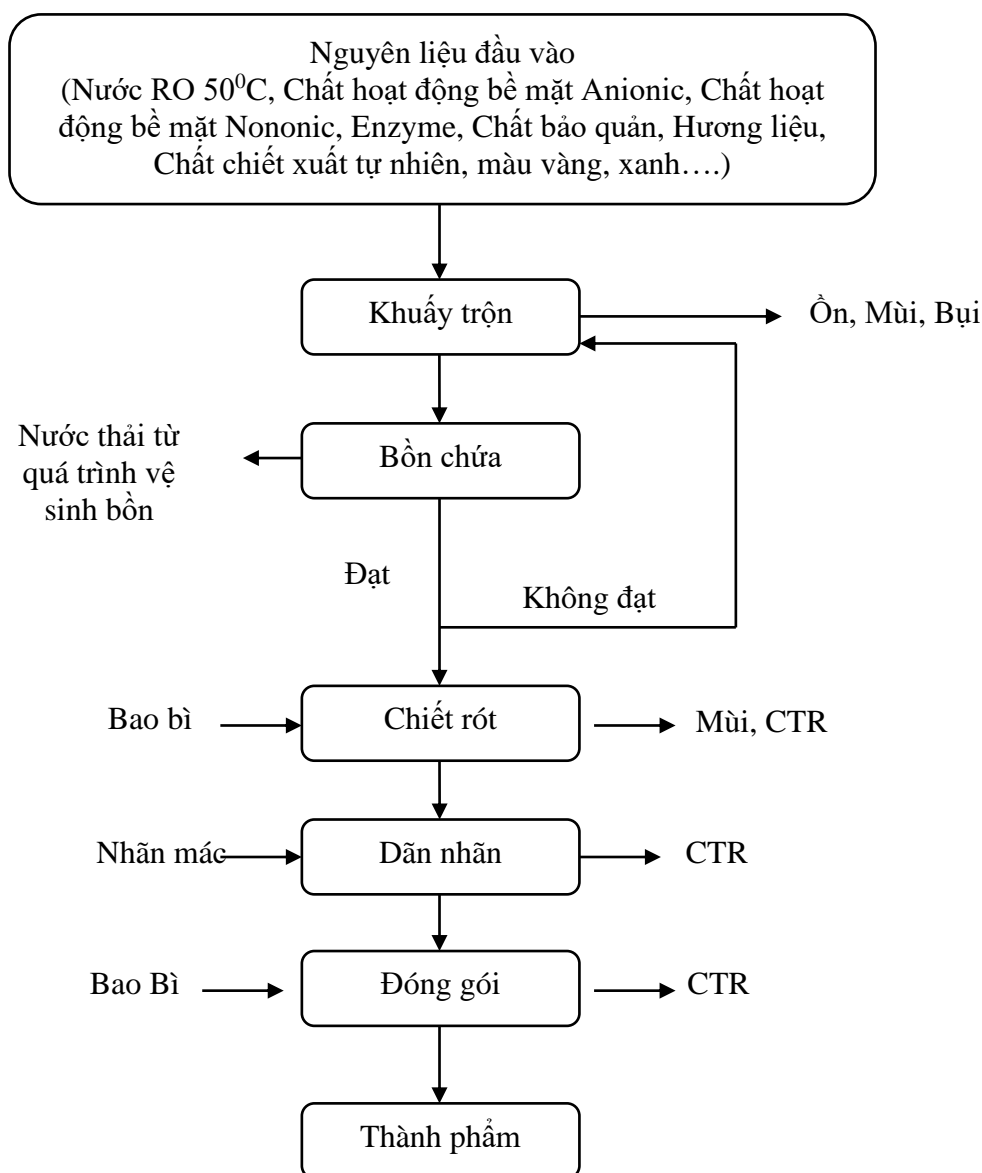 Nguyên liệu đầu vào
(Nước RO 50⁰C, Chất hoạt động bề mặt Anionic, Chất hoạt
động bề mặt Nononic, Enzyme, Chất bảo quản, Hương liệu,
Chất chiết xuất tự nhiên, màu vàng, xanh….)
Khuấy trộn
Ồn, Mùi, Bụi
Nước thải từ
quá trình vệ
sinh bồn
Bồn chứa
Đạt
Không đạt
Bao bì
Chiết rót
Mùi, CTR
Nhãn mác
Dãn nhãn
CTR
Bao Bì
Đóng gói
CTR
Thành phẩm